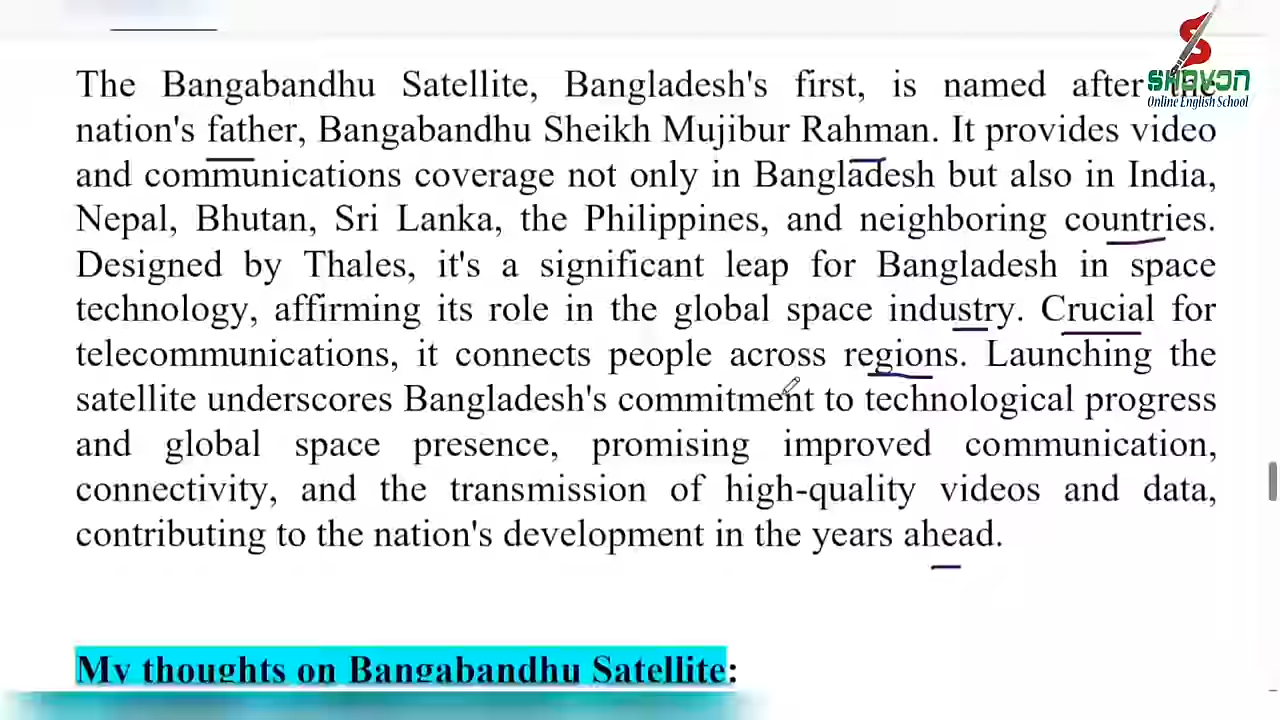 SHOVON
Online English School
The Bangabandhu Satellite, Bangladesh's first, is named after the
nation's father, Bangabandhu Sheikh Mujibur Rahman. It provides video
and communications coverage not only in Bangladesh but also in India,
Nepal, Bhutan, Sri Lanka, the Philippines, and neighboring countries.
Designed by Thales, it's a significant leap for Bangladesh in space
technology, affirming its role in the global space industry. Crucial for
telecommunications, it connects people across regions. Launching the
satellite underscores Bangladesh's commitment to technological progress
and global space presence, promising improved communication,
connectivity, and the transmission of high-quality videos and data,
contributing to the nation's development in the years ahead.
My thoughts on Bangabandhu Satellite: